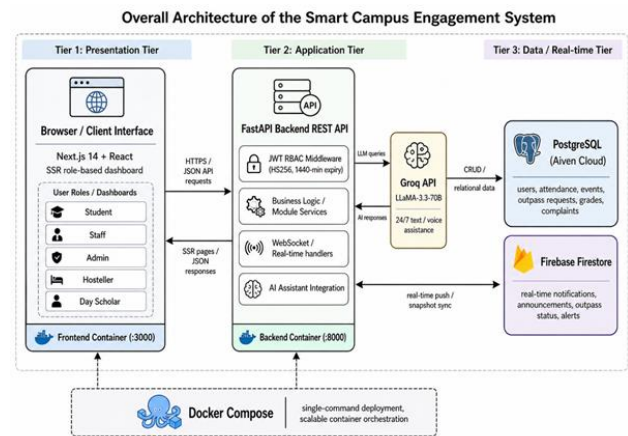 Overall Architecture of the Smart Campus Engagement System
Tier 1: Presentation Tier
Tier 2: Application Tier
Tier 3: Data / Real-time Tier
Browser / Client Interface
Next.js 14 + React
SSR role-based dashboard
User Roles / Dashboards
Student
Staff
Admin
Hosteller
Day Scholar
Frontend Container (:3000)
HTTPS /
JSON API
requests
SSR pages /
JSON
responses
API
FastAPI Backend REST API
JWT RBAC Middleware
(HS256, 1440-min expiry)
Business Logic /
Module Services
WebSocket /
Real-time handlers
AI Assistant Integration
Backend Container (:8000)
LLM queries
AI responses
Groq API
LLaMA-3.3-70B
24/7 text / voice
assistance
CRUD /
relational data
real-time push /
snapshot sync
PostgreSQL
(Aiven Cloud)
users, attendance, events,
outpass requests, grades,
complaints
Firebase Firestore
real-time notifications,
announcements, outpass
status, alerts
Docker Compose
single-command deployment,
scalable container orchestration